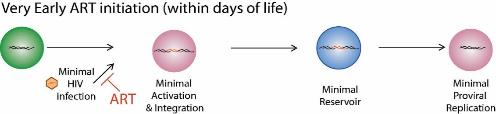 Very Early ART initiation (within days of life)
Minimal
HIV
Infection
ART
Minimal
Activation
& Integration
Minimal
Reservoir
Minimal
Proviral
Replication